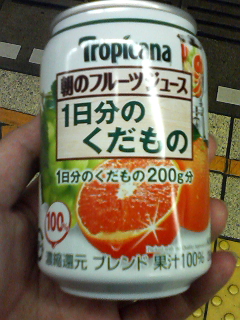 Tropicana
朝のフルーツジュース
1日分の
くだもの
1日分のくだもの200g分
100%
濃縮還元 ブレンド 果汁100%